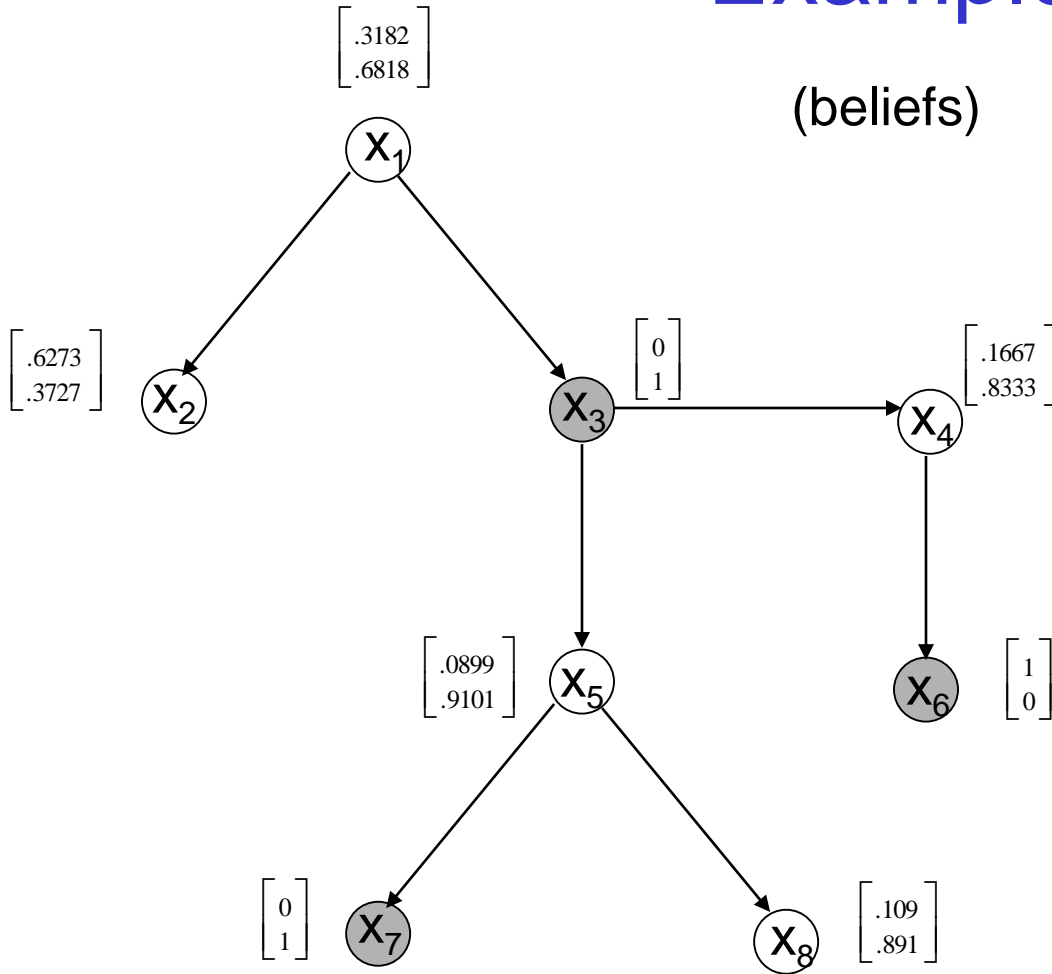 Example
.3182
.6818
(beliefs)
x1
.6273
.3727
x2
0
1
x3
.1667
.8333
x4
.0899
.9101
x5
x6
1
0
0
1
x7
x8
.109
.891